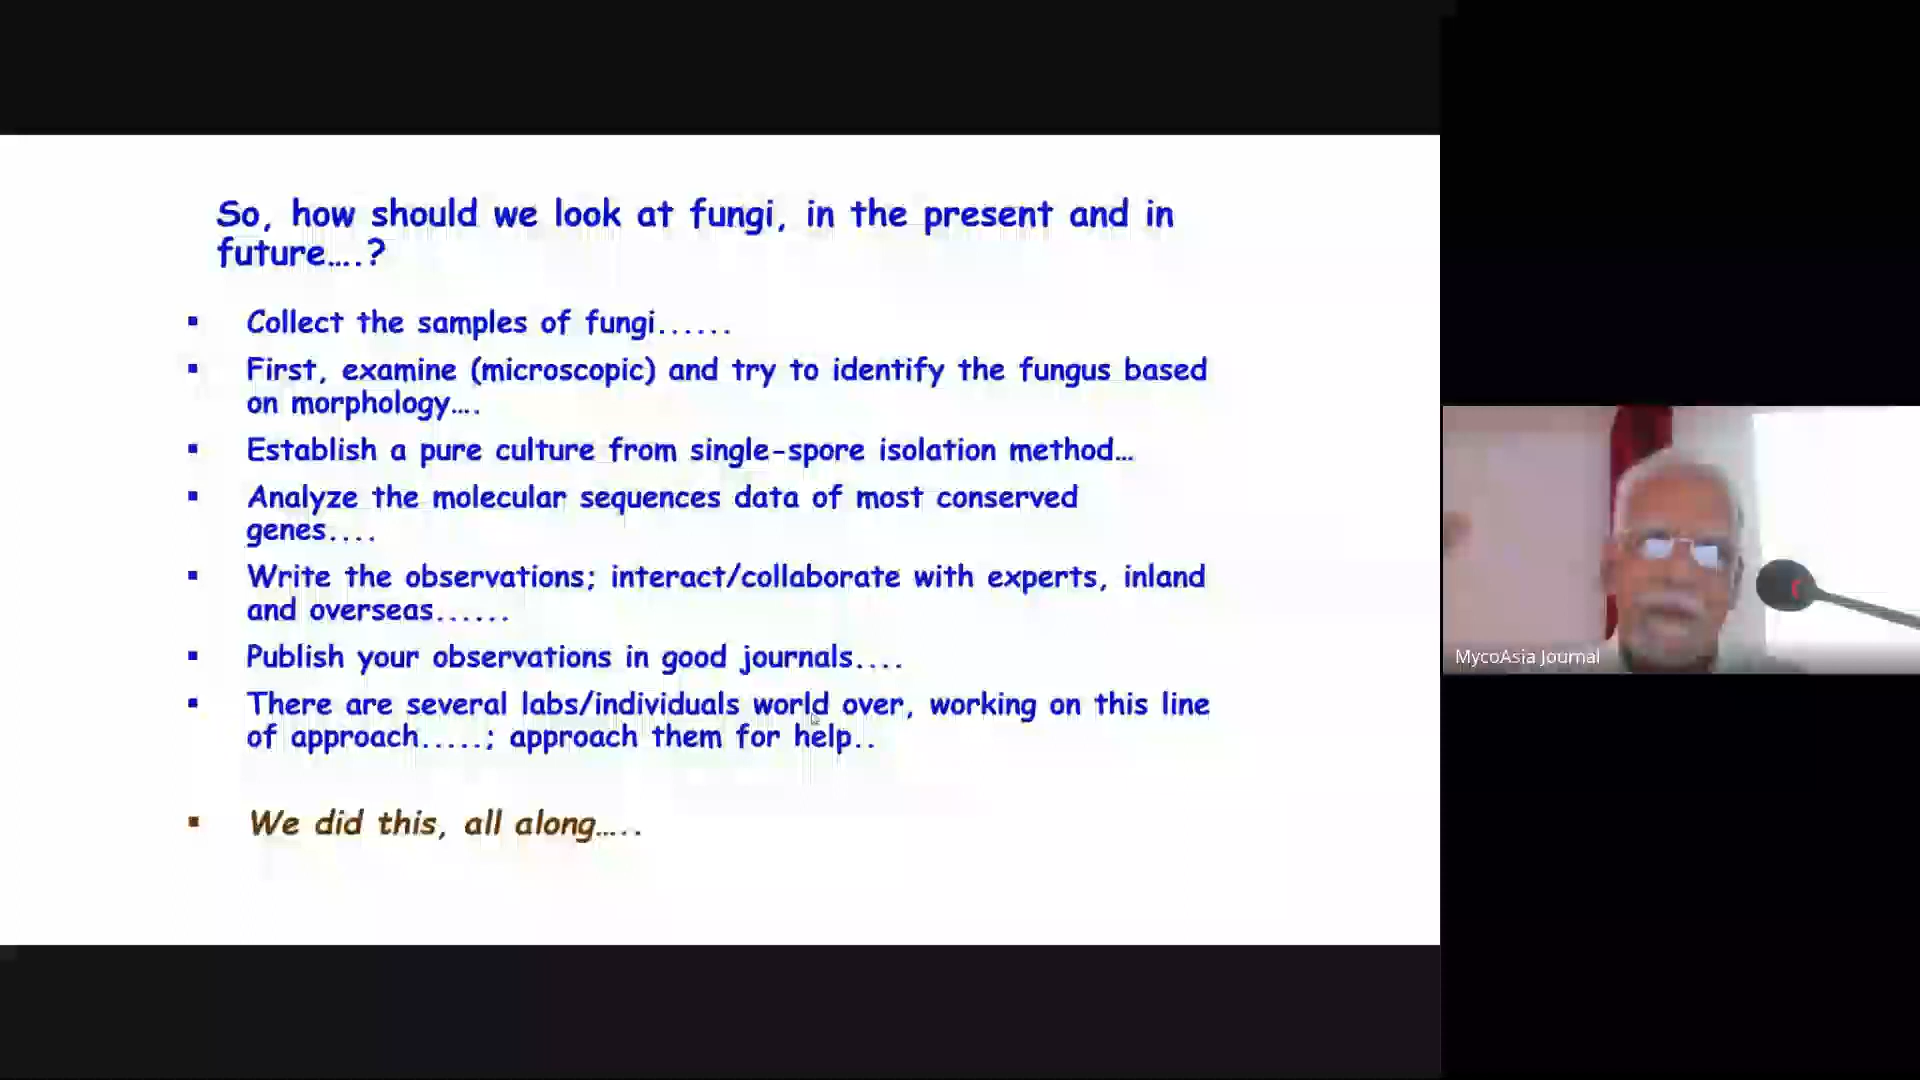 So, how should we look at fungi, in the present and in
future….?
▪ Collect the samples of fungi......
▪ First, examine (microscopic) and try to identify the fungus based
on morphology….
▪ Establish a pure culture from single-spore isolation method…
▪ Analyze the molecular sequences data of most conserved
genes....
▪ Write the observations; interact/collaborate with experts, inland
and overseas......
▪ Publish your observations in good journals....
▪ There are several labs/individuals world over, working on this line
of approach.....; approach them for help..
▪ We did this, all along…..
MycoAsia Journal